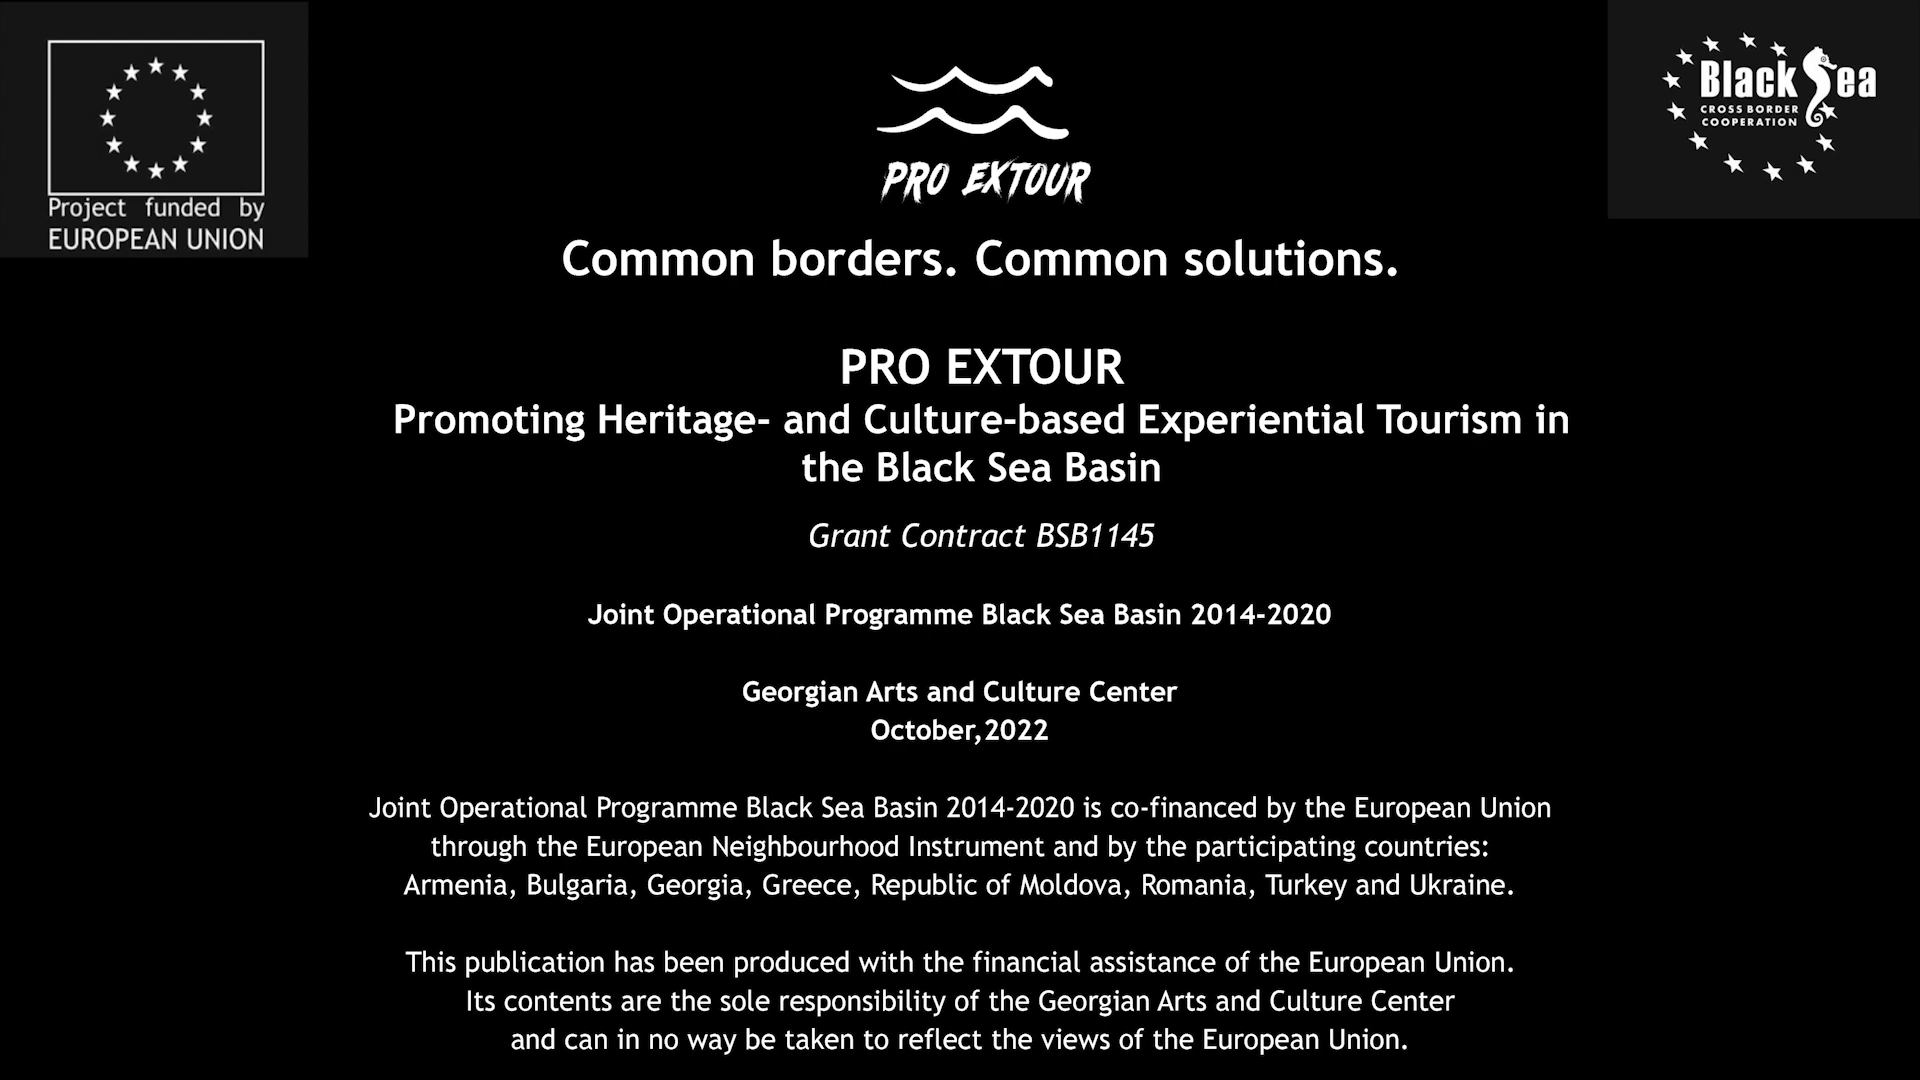 Project funded by
EUROPEAN UNION
PRO EXTOUR
Black Sea
CROSS BORDER
COOPERATION
Common borders. Common solutions.
PRO EXTOUR
Promoting Heritage- and Culture-based Experiential Tourism in
the Black Sea Basin
Grant Contract BSB1145
Joint Operational Programme Black Sea Basin 2014-2020
Georgian Arts and Culture Center
October,2022
Joint Operational Programme Black Sea Basin 2014-2020 is co-financed by the European Union
through the European Neighbourhood Instrument and by the participating countries:
Armenia, Bulgaria, Georgia, Greece, Republic of Moldova, Romania, Turkey and Ukraine.
This publication has been produced with the financial assistance of the European Union.
Its contents are the sole responsibility of the Georgian Arts and Culture Center
and can in no way be taken to reflect the views of the European Union.